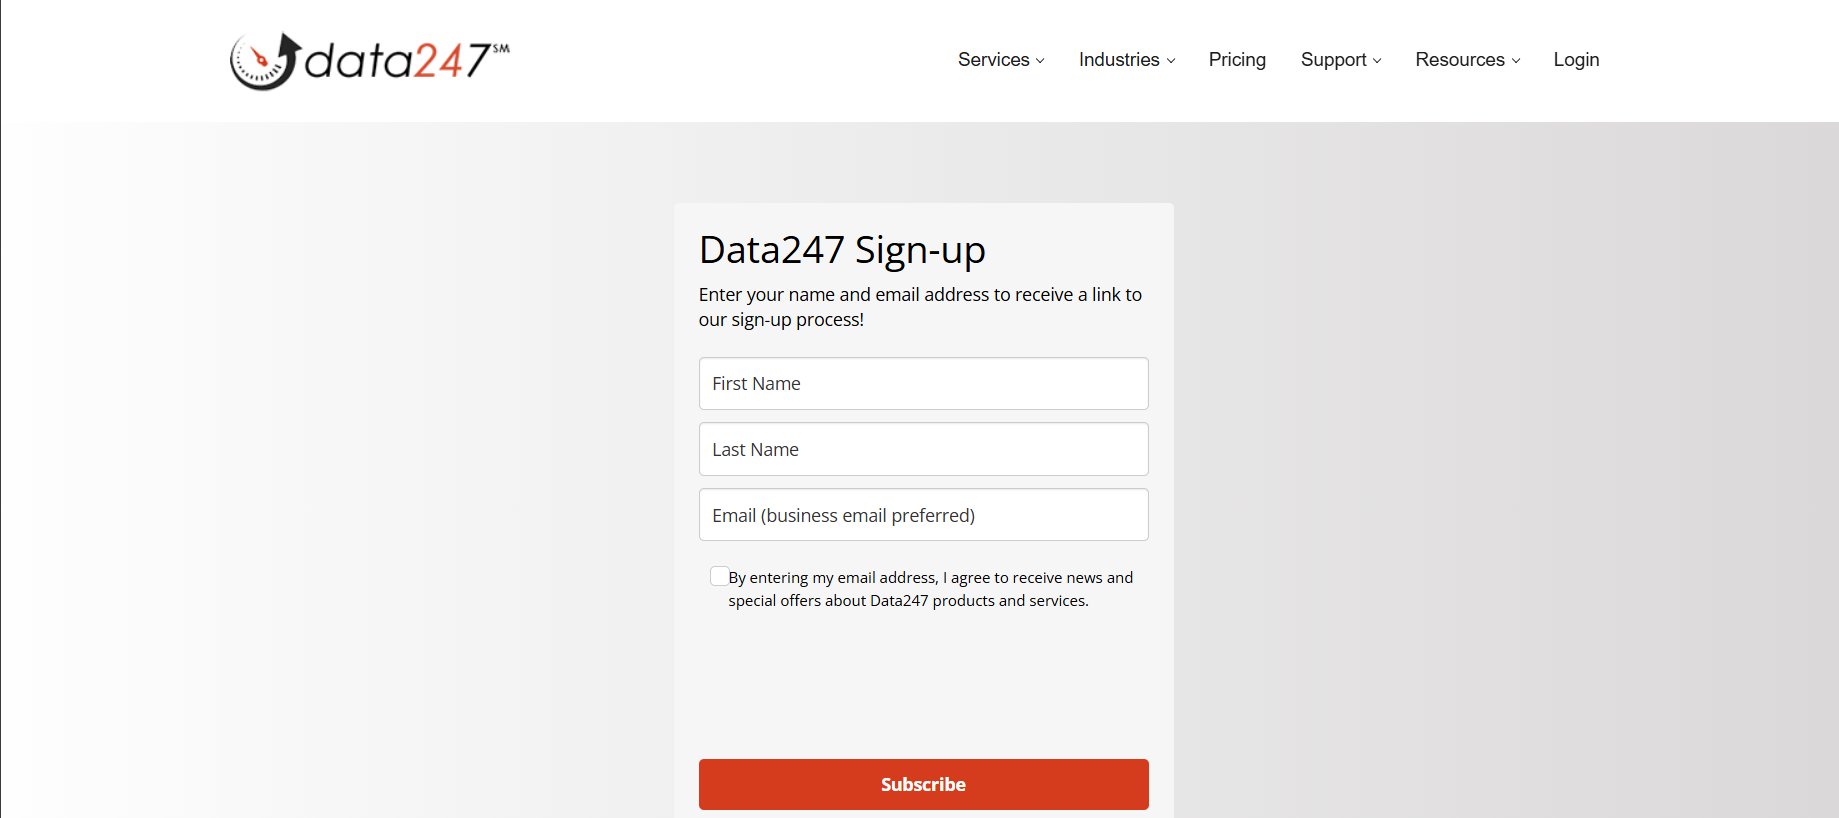 data247℠
Services
Industries
Pricing
Support
Resources
Login
Data247 Sign-up
Enter your name and email address to receive a link to
our sign-up process!
First Name
Last Name
Email (business email preferred)
By entering my email address, I agree to receive news and
special offers about Data247 products and services.
Subscribe